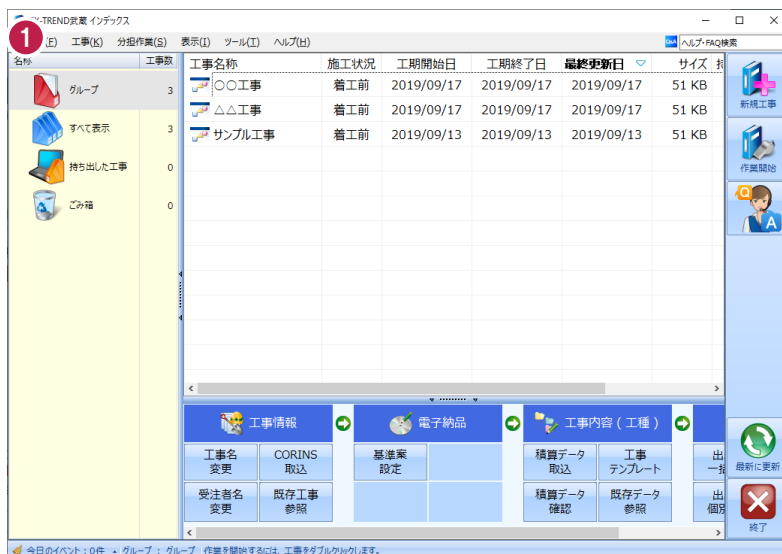 -TREND武蔵 インデックス
1
(F) 工事(K) 分担作業(S) 表示(I) ツール(T) ヘルプ(H)
Q&A ヘルプ・FAQ検索
名称 工事数
グループ 3
すべて表示 3
持ち出した工事 0
ごみ箱 0
工事名称 施工状況 工期開始日 工期終了日 最終更新日 サイズ
○○工事 着工前 2019/09/17 2019/09/17 2019/09/17 51 KB
△△工事 着工前 2019/09/17 2019/09/17 2019/09/17 51 KB
サンプル工事 着工前 2019/09/13 2019/09/13 2019/09/13 51 KB
新規工事
作業開始
Q
A
最新に更新
終了
工事情報 電子納品 工事内容 ( 工種 )
工事名
変更
CORINS
取込
基準案
設定
積算データ
取込
工事
テンプレート
出
一括
受注者名
変更
既存工事
参照
積算データ
確認
既存データ
参照
出
個別
今日のイベント : 0件 グループ : グループ 作業を開始するには、工事をダブルクリックします。